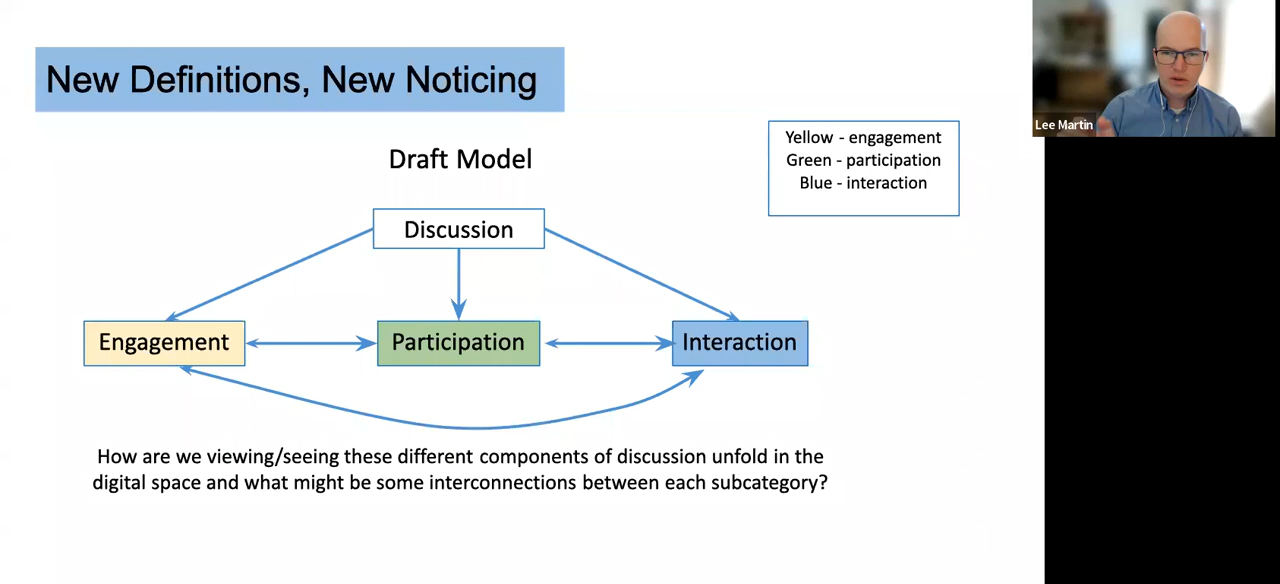 New Definitions, New Noticing
Lee Martin
Draft Model
Yellow - engagement
Green - participation
Blue - interaction
Discussion
Engagement
Participation
Interaction
How are we viewing/seeing these different components of discussion unfold in the
digital space and what might be some interconnections between each subcategory?